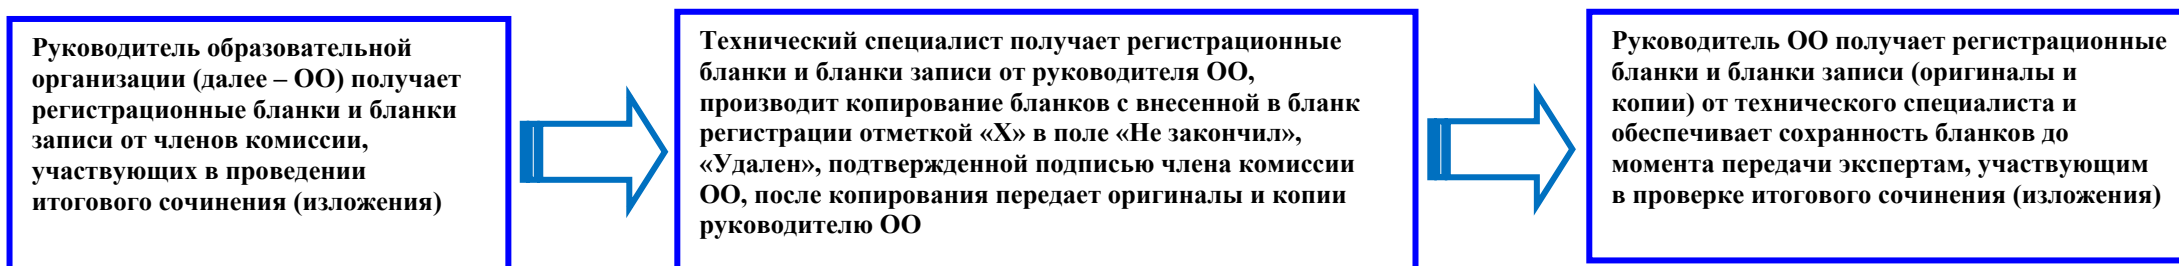 Руководитель образовательной
организации (далее – ОО) получает
регистрационные бланки и бланки
записи от членов комиссии,
участвующих в проведении
итогового сочинения (изложения)
Технический специалист получает регистрационные
бланки и бланки записи от руководителя ОО,
производит копирование бланков с внесенной в бланк
регистрации отметкой «Х» в поле «Не закончил»,
«Удален», подтвержденной подписью члена комиссии
ОО, после копирования передает оригиналы и копии
руководителю ОО
Руководитель ОО получает регистрационные
бланки и бланки записи (оригиналы и
копии) от технического специалиста и
обеспечивает сохранность бланков до
момента передачи экспертам, участвующим
в проверке итогового сочинения (изложения)